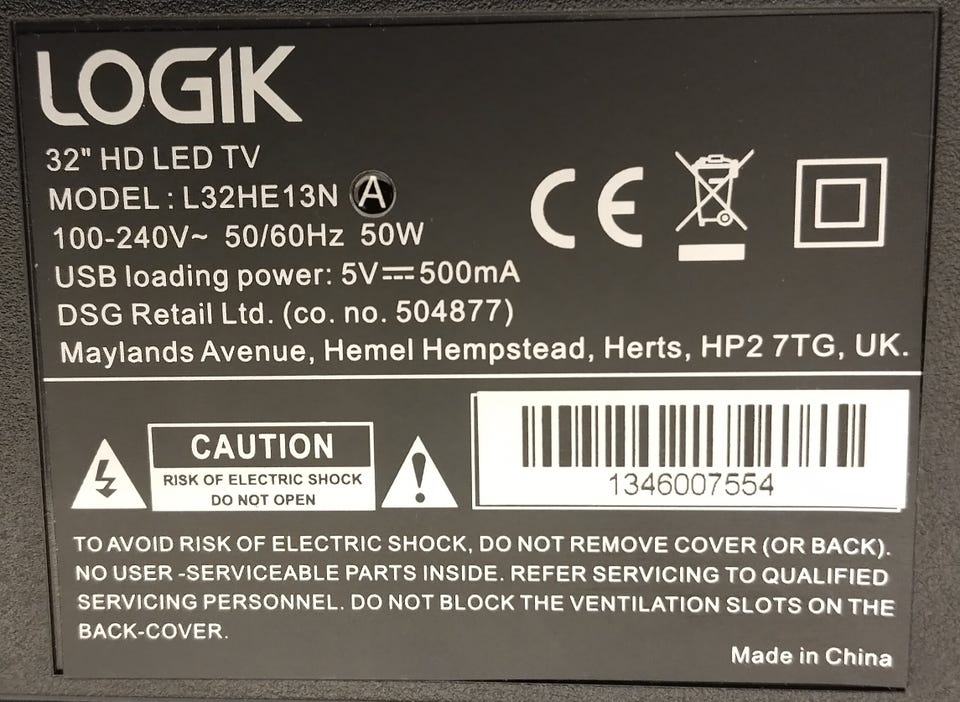 LOGIK
32" HD LED TV
MODEL : L32HE13N A
100-240V~ 50/60Hz 50W
USB loading power: 5V⎓500mA
DSG Retail Ltd. (co. no. 504877)
Maylands Avenue, Hemel Hempstead, Herts, HP2 7TG, UK.
CE
CAUTION
RISK OF ELECTRIC SHOCK
DO NOT OPEN
1346007554
TO AVOID RISK OF ELECTRIC SHOCK, DO NOT REMOVE COVER (OR BACK).
NO USER -SERVICEABLE PARTS INSIDE. REFER SERVICING TO QUALIFIED
SERVICING PERSONNEL. DO NOT BLOCK THE VENTILATION SLOTS ON THE
BACK-COVER.
Made in China